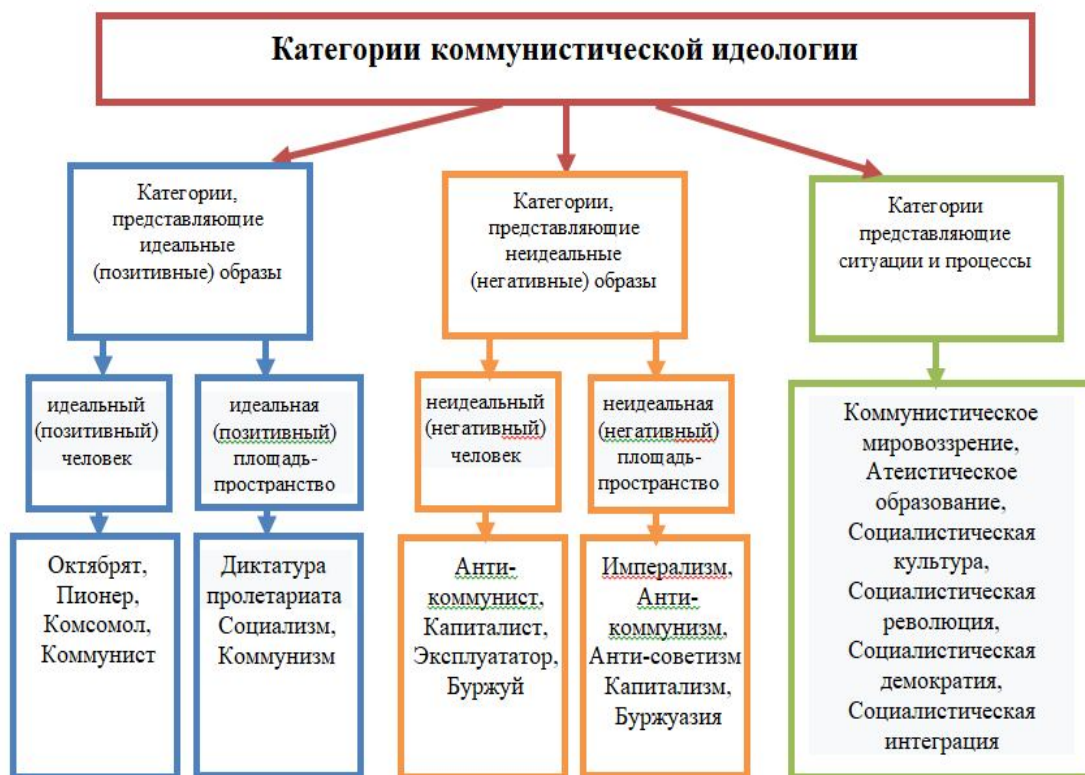 Категории коммунистической идеологии
Категории,
представляющие
идеальные
(позитивные) образы
Категории,
представляющие
неидеальные
(негативные) образы
Категории
представляющие
ситуации и процессы
идеальный
(позитивный)
человек
идеальная
(позитивный)
площадь-
пространство
неидеальный
(негативный)
человек
неидеальная
(негативный)
площадь-
пространство
Октябрят,
Пионер,
Комсомол,
Коммунист
Диктатура
пролетариата
Социализм,
Коммунизм
Анти-
коммунист,
Капиталист,
Эксплуататор,
Буржуй
Империализм,
Анти-
коммунизм,
Анти-советизм
Капитализм,
Буржуазия
Коммунистическое
мировоззрение,
Атеистическое
образование,
Социалистическая
культура,
Социалистическая
революция,
Социалистическая
демократия,
Социалистическая
интеграция